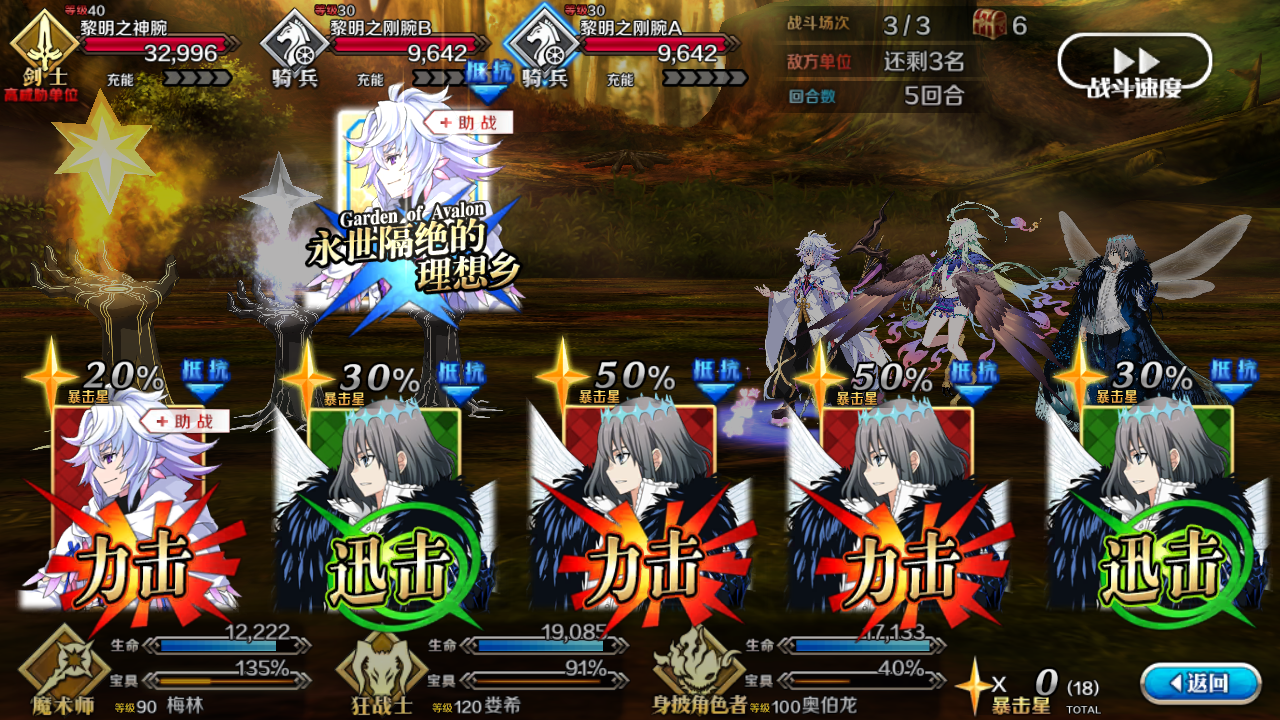 等级40
黎明之神腕
32,996
剑士
充能
高威胁单位
等级30
黎明之刚腕B
9,642
骑兵
充能
抵抗
等级30
黎明之刚腕A
9,642
骑兵
充能
战斗场次 3/3 6
敌方单位 还剩3名
回合数 5回合
战斗速度
+助战
Garden of Avalon
永世隔绝的
理想乡
20% 暴击星 抵抗
30% 暴击星 抵抗
50% 暴击星 抵抗
50% 暴击星 抵抗
30% 暴击星 抵抗
+助战
力击
迅击
力击
力击
迅击
生命 12,222
宝具 135%
魔术师 等级90 梅林
生命 19,085
宝具 91%
狂战士 等级120 娄希
生命 17,133
宝具 40%
身披角色者 等级100 奥伯龙
X 0 (18)
暴击星 TOTAL
返回